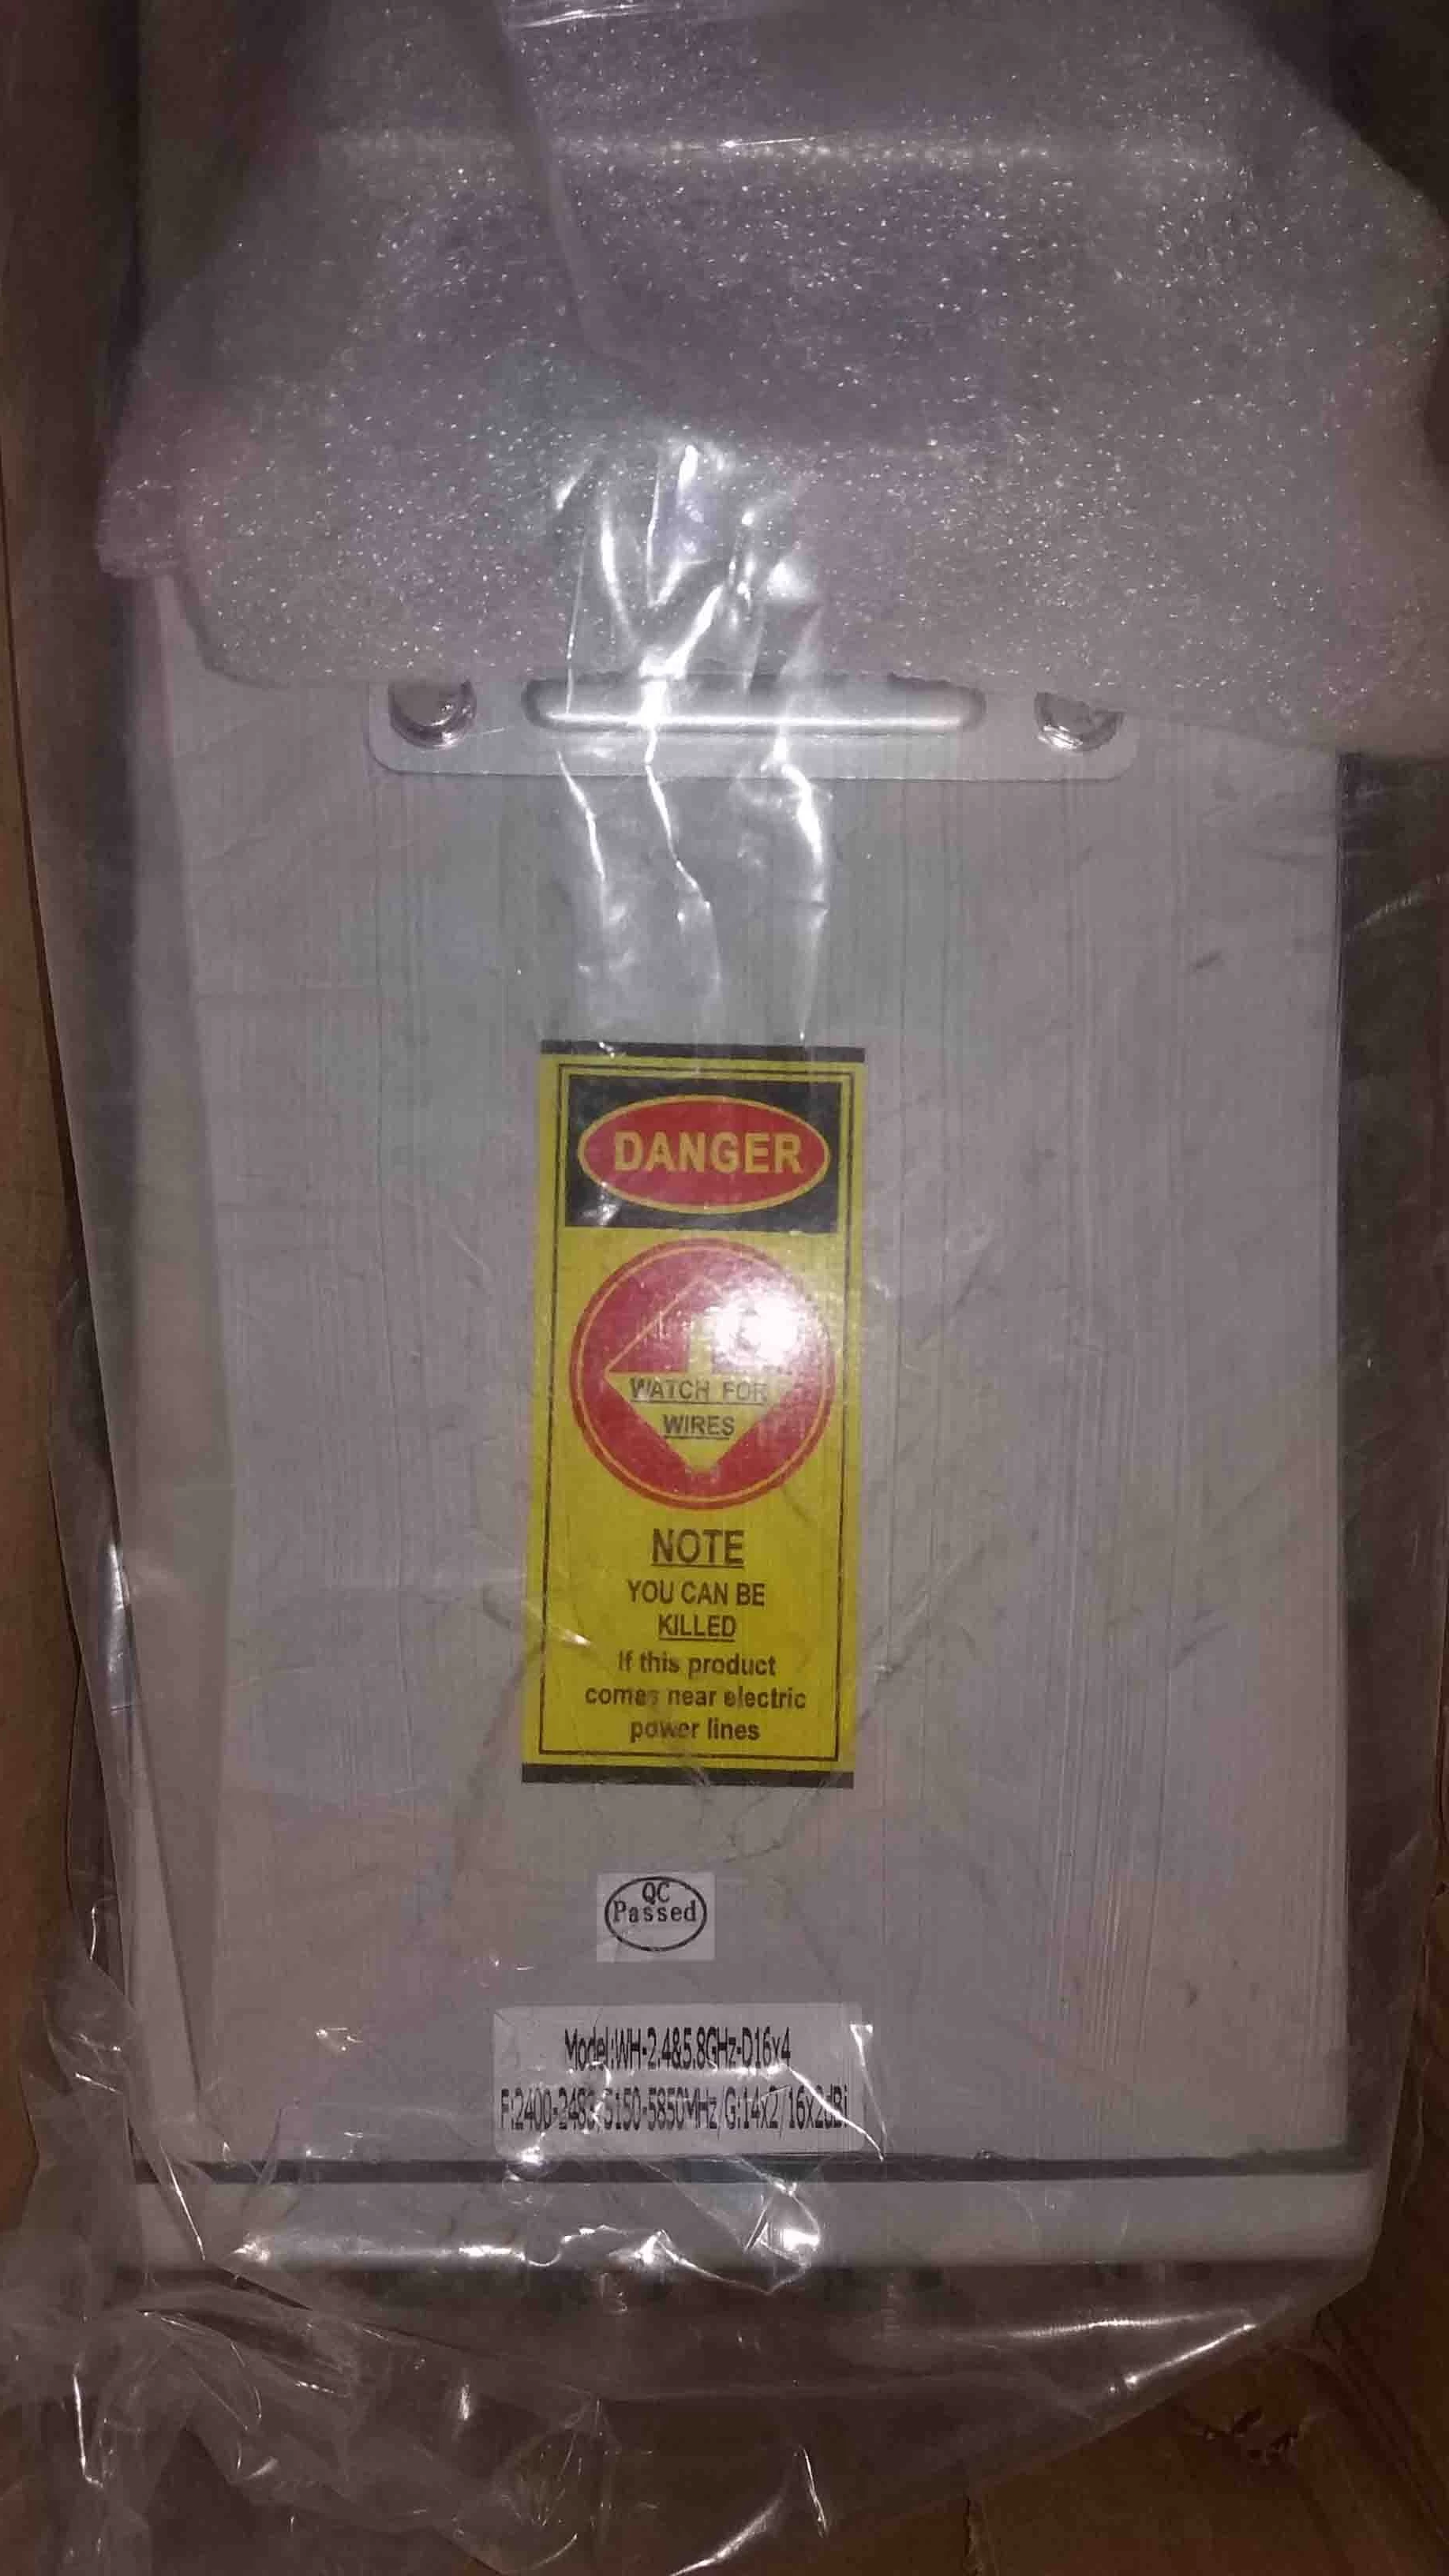 DANGER
WATCH FOR
WIRES
NOTE
YOU CAN BE
KILLED
If this product
comes near electric
power lines
QC
Passed
Model:WH-2.4&5.8GHz-D16x4
F:2400-2483/5150-5850MHz/G:14x2/16x2dBi